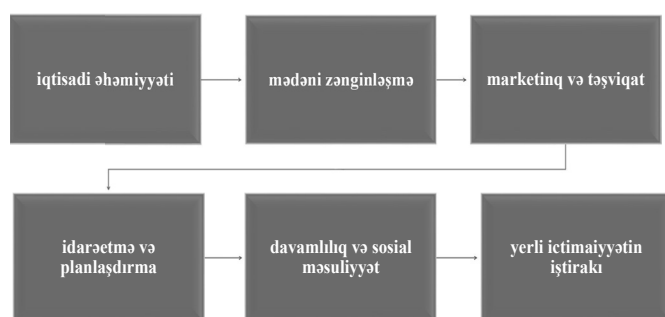 iqtisadi əhəmiyyəti
mədəni zənginləşmə
marketinq və təşviqat
idarəetmə və
planlaşdırma
davamlılıq və sosial
məsuliyyət
yerli ictimaiyyətin
iştirakı